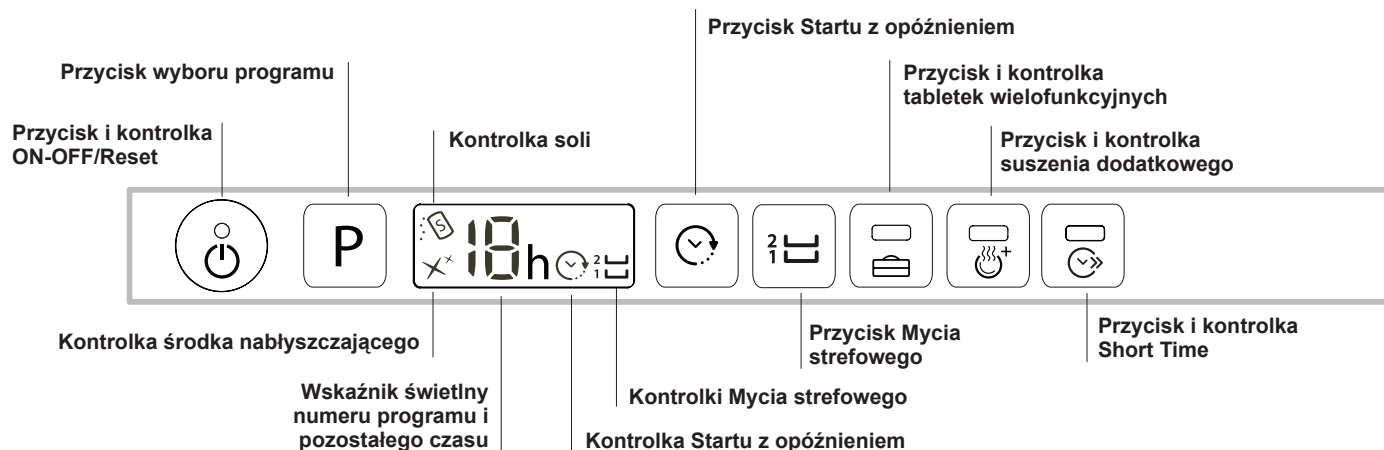 Przycisk Startu z opóźnieniem
Przycisk wyboru programu
Przycisk i kontrolka
tabletek wielofunkcyjnych
Przycisk i kontrolka
ON-OFF/Reset
Kontrolka soli
Przycisk i kontrolka
suszenia dodatkowego
P
S
18h
2
1
2
1
Kontrolka środka nabłyszczającego
Przycisk Mycia
strefowego
Przycisk i kontrolka
Short Time
Wskaźnik świetlny
numeru programu i
pozostałego czasu
Kontrolki Mycia strefowego
Kontrolka Startu z opóźnieniem